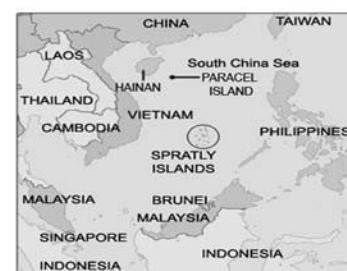 CHINA
TAIWAN
LAOS
South China Sea
HAINAN
PARACEL
ISLAND
THAILAND
VIETNAM
CAMBODIA
PHILIPPINES
SPRATLY
ISLANDS
MALAYSIA
BRUNEI
MALAYSIA
SINGAPORE
INDONESIA
INDONESIA